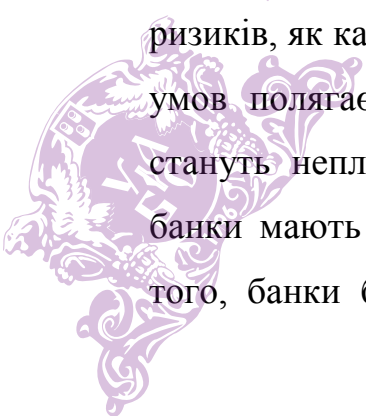 ризиків, як ка
умов полягає
стануть непл
банки мають
того, банки б